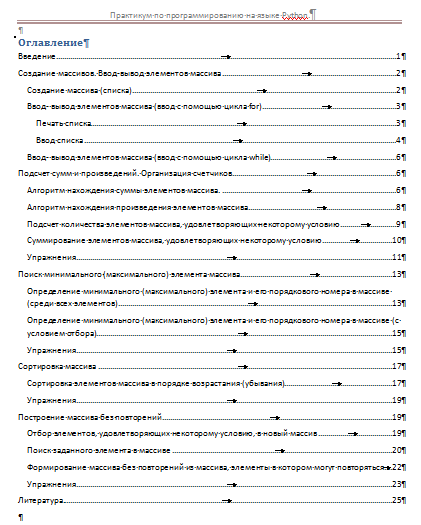 Практикум по программированию на языке Python
Оглавление
Введение 1
Создание массивов. Ввод-вывод элементов массива 2
Создание массива (списка) 2
Ввод-вывод элементов массива (ввод с помощью цикла for) 3
Печать списка 3
Ввод списка 4
Ввод-вывод элементов массива (ввод с помощью цикла while) 6
Подсчет сумм и произведений. Организация счетчиков 6
Алгоритм нахождения суммы элементов массива. 6
Алгоритм нахождения произведения элементов массива 8
Подсчет количества элементов массива, удовлетворяющих некоторому условию 9
Суммирование элементов массива, удовлетворяющих некоторому условию 10
Упражнения 11
Поиск минимального (максимального) элемента массива 13
Определение минимального (максимального) элемента и его порядкового номера в массиве
(среди всех элементов) 13
Определение минимального (максимального) элемента и его порядкового номера в массиве (с
условием отбора) 15
Упражнения 15
Сортировка массива 17
Сортировка элементов массива в порядке возрастания (убывания) 17
Упражнения 19
Построение массива без повторений 19
Отбор элементов, удовлетворяющих некоторому условию, в новый массив 19
Поиск заданного элемента в массиве 20
Формирование массива без повторений из массива, элементы в котором могут повторяться 22
Упражнения 23
Литература 25